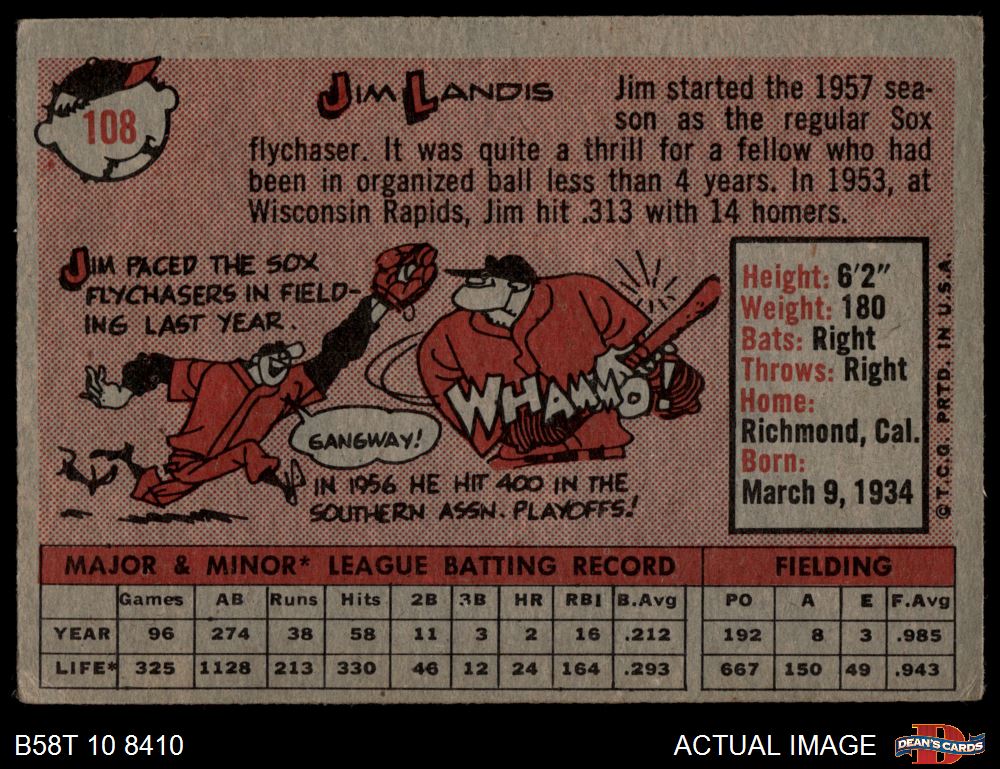 108
JIM LANDIS
Jim started the 1957 sea-
son as the regular Sox
flychaser. It was quite a thrill for a fellow who had
been in organized ball less than 4 years. In 1953, at
Wisconsin Rapids, Jim hit .313 with 14 homers.
JIM PACED THE SOX
FLYCHASERS IN FIELD-
ING LAST YEAR.
GANGWAY!
WHAMMO!
IN 1956 HE HIT 400 IN THE
SOUTHERN ASSN. PLAYOFFS!
Height: 6'2"
Weight: 180
Bats: Right
Throws: Right
Home:
Richmond, Cal.
Born:
March 9, 1934
©T.C.G. PRTD. IN U.S.A.
MAJOR & MINOR* LEAGUE BATTING RECORD FIELDING
Games AB Runs Hits 2B 3B HR RBI B.Avg PO A E F.Avg
YEAR 96 274 38 58 11 3 2 16 .212 192 8 3 .985
LIFE* 325 1128 213 330 46 12 24 164 .293 667 150 49 .943
B58T 10 8410
ACTUAL IMAGE
D
DEAN'S CARDS